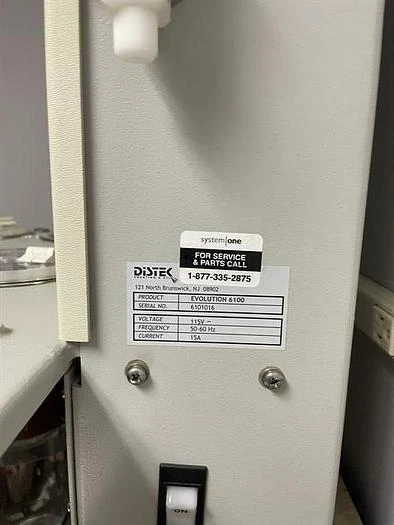 system one
FOR SERVICE
& PARTS CALL
1-877-335-2875
DISTEK
121 North Brunswick, NJ 08902
PRODUCT EVOLUTION 6100
SERIAL NO. 6101016
VOLTAGE 115V ~
FREQUENCY 50-60 Hz
CURRENT 15A
ON